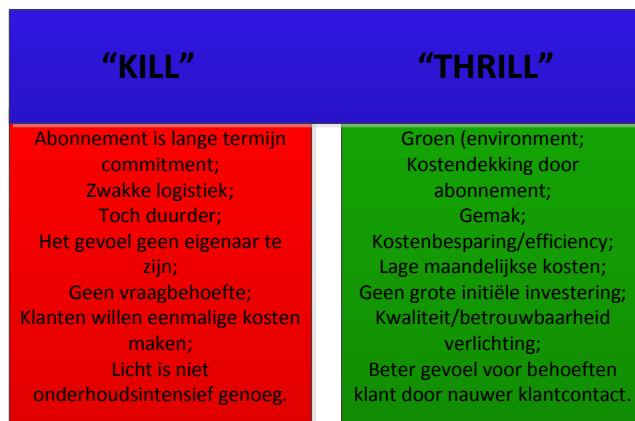 “KILL”
“THRILL”
Abonnement is lange termijn
commitment;
Zwakke logistiek;
Toch duurder;
Het gevoel geen eigenaar te
zijn;
Geen vraagbehoefte;
Klanten willen eenmalige kosten
maken;
Licht is niet
onderhoudsintensief genoeg.
Groen (environment;
Kostendekking door
abonnement;
Gemak;
Kostenbesparing/efficiency;
Lage maandelijkse kosten;
Geen grote initiële investering;
Kwaliteit/betrouwbaarheid
verlichting;
Beter gevoel voor behoeften
klant door nauwer klantcontact.